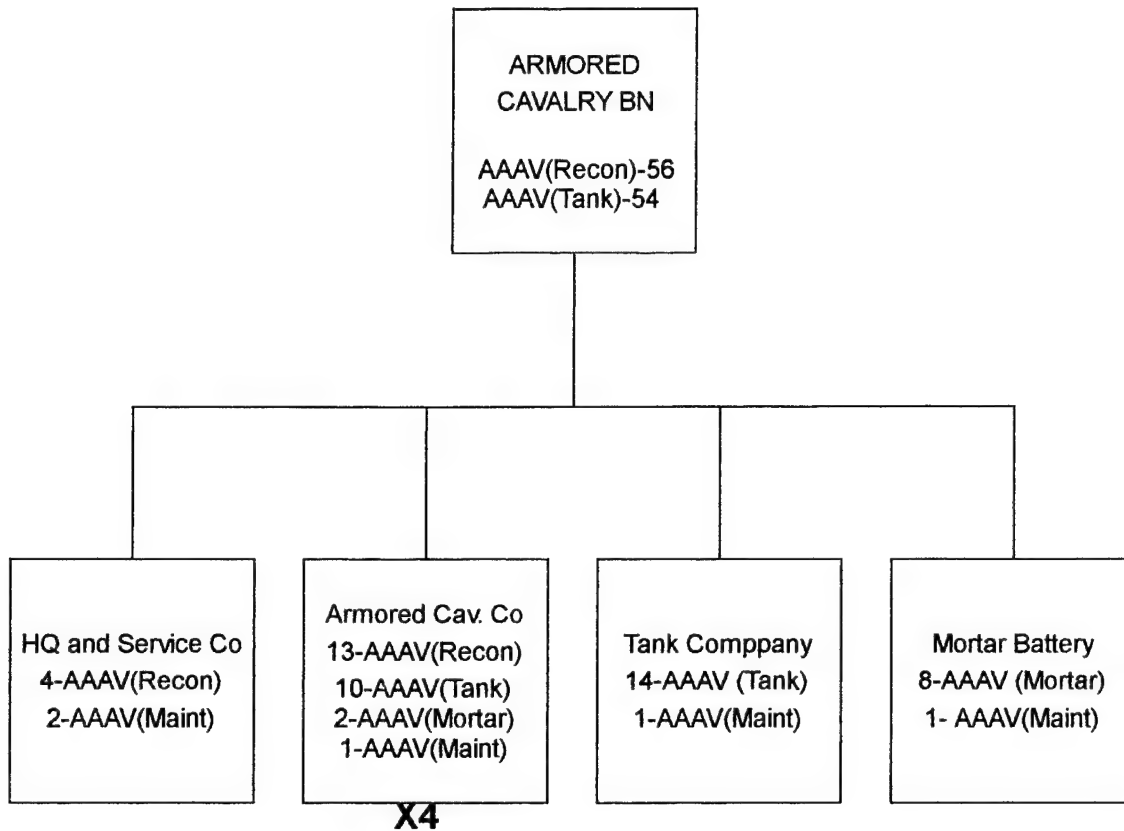 ARMORED
CAVALRY BN
AAAV(Recon)-56
AAAV(Tank)-54
HQ and Service Co
4-AAAV(Recon)
2-AAAV(Maint)
Armored Cav. Co
13-AAAV(Recon)
10-AAAV(Tank)
2-AAAV(Mortar)
1-AAAV(Maint)
X4
Tank Comppany
14-AAAV (Tank)
1-AAAV(Maint)
Mortar Battery
8-AAAV (Mortar)
1- AAAV(Maint)